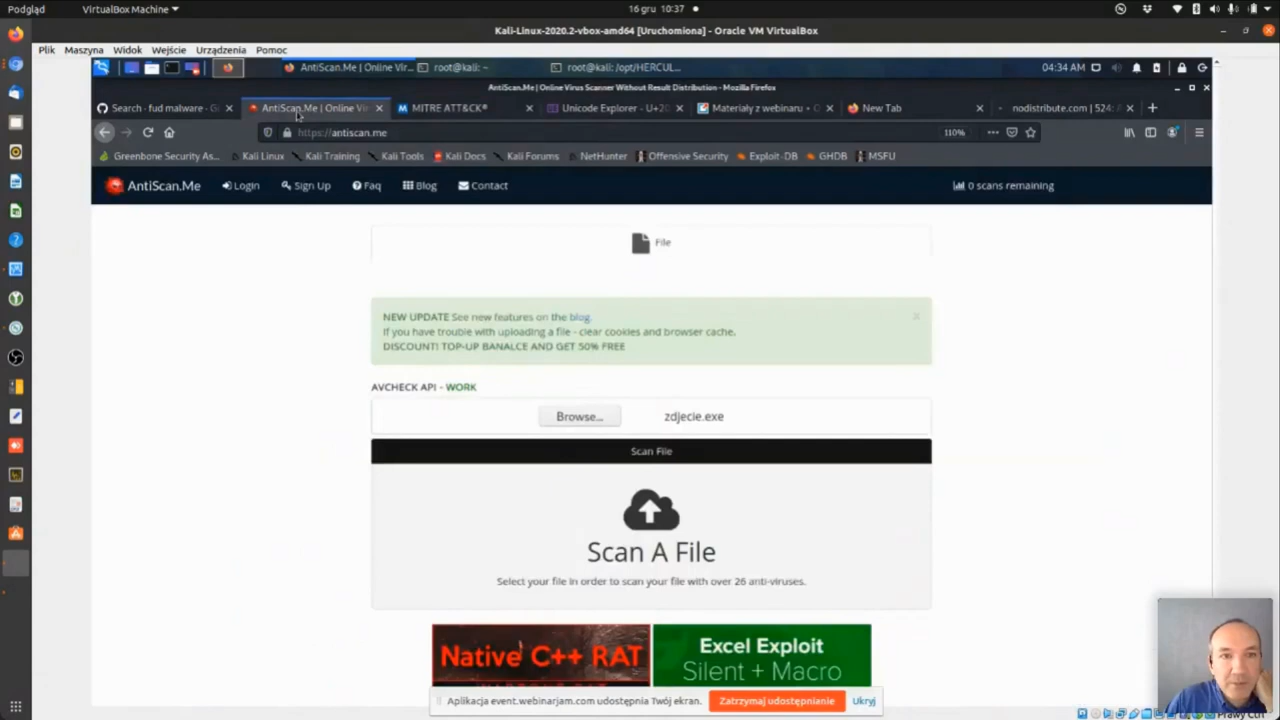 Podgląd
VirtualBox Machine
16 gru 10:37
Kali-Linux-2020.2-vbox-amd64 [Uruchomiona] - Oracle VM VirtualBox
Plik Maszyna Widok Wejście Urządzenia Pomoc
AntiScan.Me | Online Vir... root@kali: ~ root@kali: /opt/HERCUL... 04:34 AM
AntiScan.Me | Online Virus Scanner Without Result Distribution - Mozilla Firefox
Search · fud malware · G AntiScan.Me | Online Vi MITRE ATT&CK® Unicode Explorer - U+20 Materiały z webinaru • New Tab nodistribute.com | 524:
https://antiscan.me 110%
Greenbone Security As... Kali Linux Kali Training Kali Tools Kali Docs Kali Forums NetHunter Offensive Security Exploit-DB GHDB MSFU
AntiScan.Me Login Sign Up Faq Blog Contact 0 scans remaining
File
NEW UPDATE See new features on the blog.
If you have trouble with uploading a file - clear cookies and browser cache.
DISCOUNT! TOP-UP BANALCE AND GET 50% FREE
AVCHECK API - WORK
Browse... zdjecie.exe
Scan File
Scan A File
Select your file in order to scan your file with over 26 anti-viruses.
Native C++ RAT
Excel Exploit
Silent + Macro
Aplikacja event.webinarjam.com udostępnia Twój ekran. Zatrzymaj udostępnianie Ukryj
Prawy Ctrl